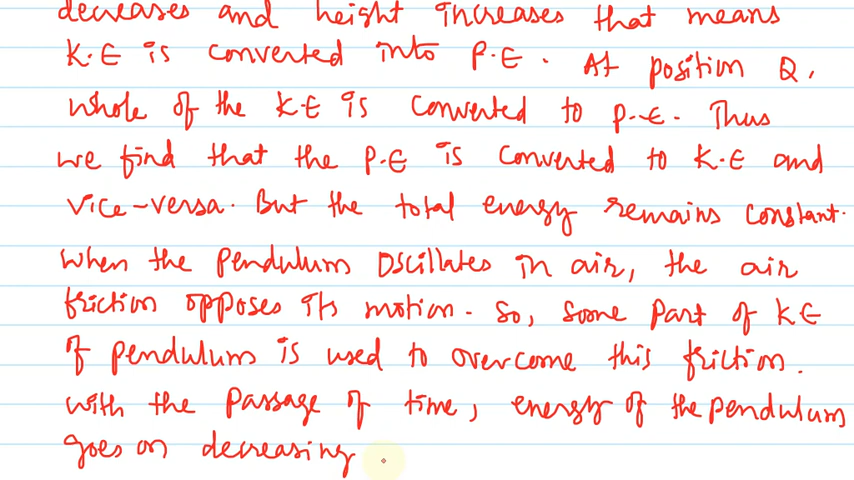 decreases and height increases that means
K.E is converted into P.E. At position Q,
whole of the K.E is converted to P.E. Thus
we find that the P.E is converted to K.E and
vice-versa. But the total energy remains constant.
When the pendulum oscillates in air, the air
friction opposes its motion. So, some part of K.E
of pendulum is used to overcome this friction.
with the passage of time, energy of the pendulum
goes on decreasing